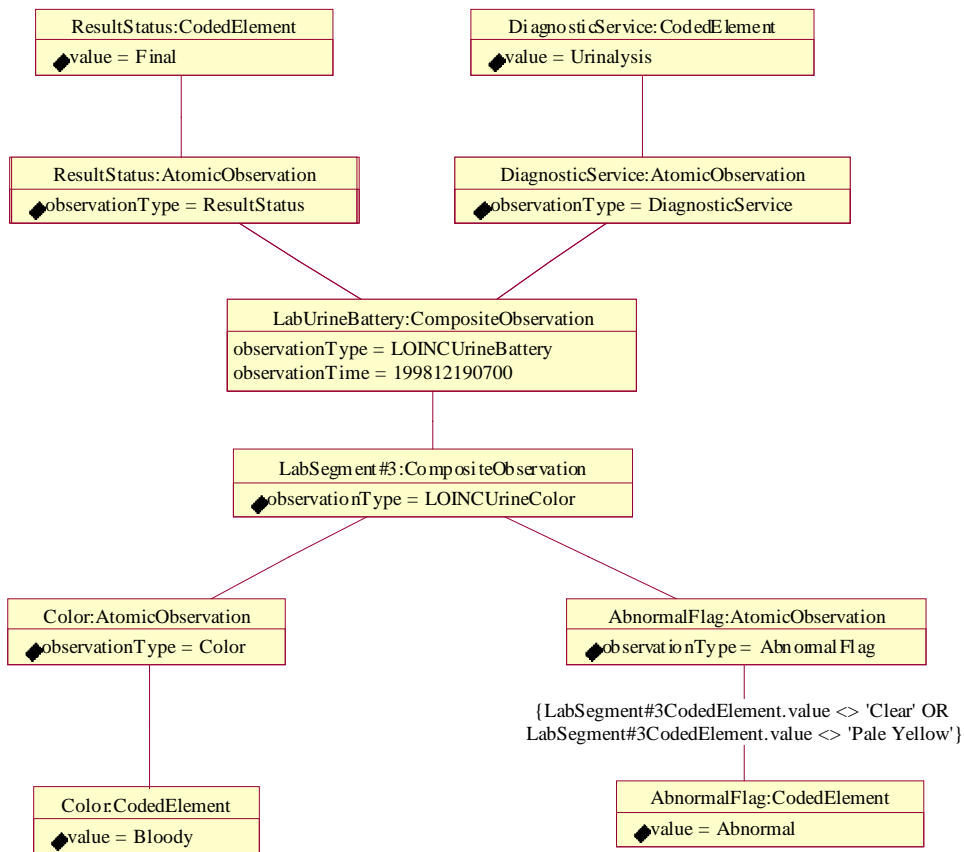 ResultStatus:CodedElement
value = Final
DiagnosticService:CodedElement
value = Urinalysis
ResultStatus:AtomicObservation
observationType = ResultStatus
DiagnosticService:AtomicObservation
observationType = DiagnosticService
LabUrineBattery:CompositeObservation
observationType = LOINCUrineBattery
observationTime = 199812190700
LabSegment#3:CompositeObservation
observationType = LOINCUrineColor
Color:AtomicObservation
observationType = Color
AbnormalFlag:AtomicObservation
observationType = AbnormalFlag
{LabSegment#3CodedElement.value <> 'Clear' OR
LabSegment#3CodedElement.value <> 'Pale Yellow'}
Color:CodedElement
value = Bloody
AbnormalFlag:CodedElement
value = Abnormal